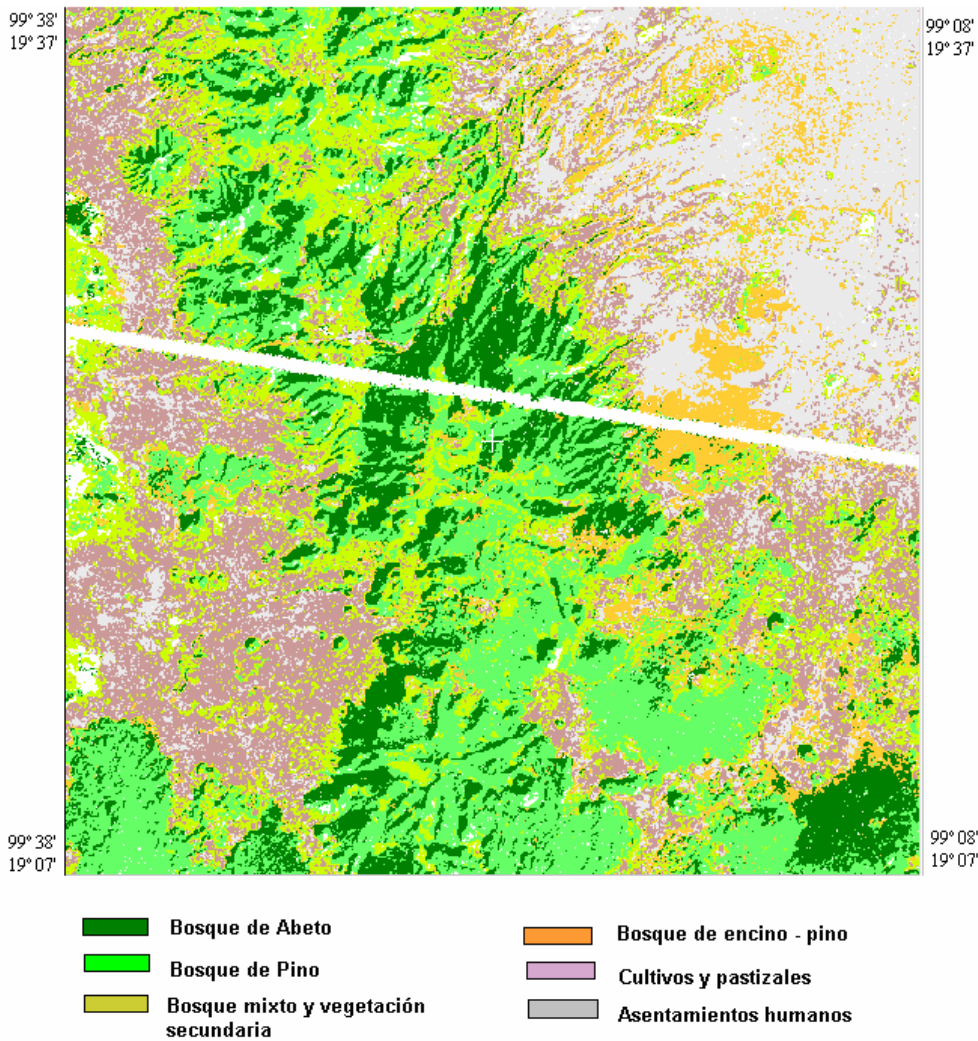 99° 38'
19° 37'
99° 08'
19° 37'
99° 38'
19° 07'
99° 08'
19° 07'
Bosque de Abeto
Bosque de Pino
Bosque mixto y vegetación
secundaria
Bosque de encino - pino
Cultivos y pastizales
Asentamientos humanos